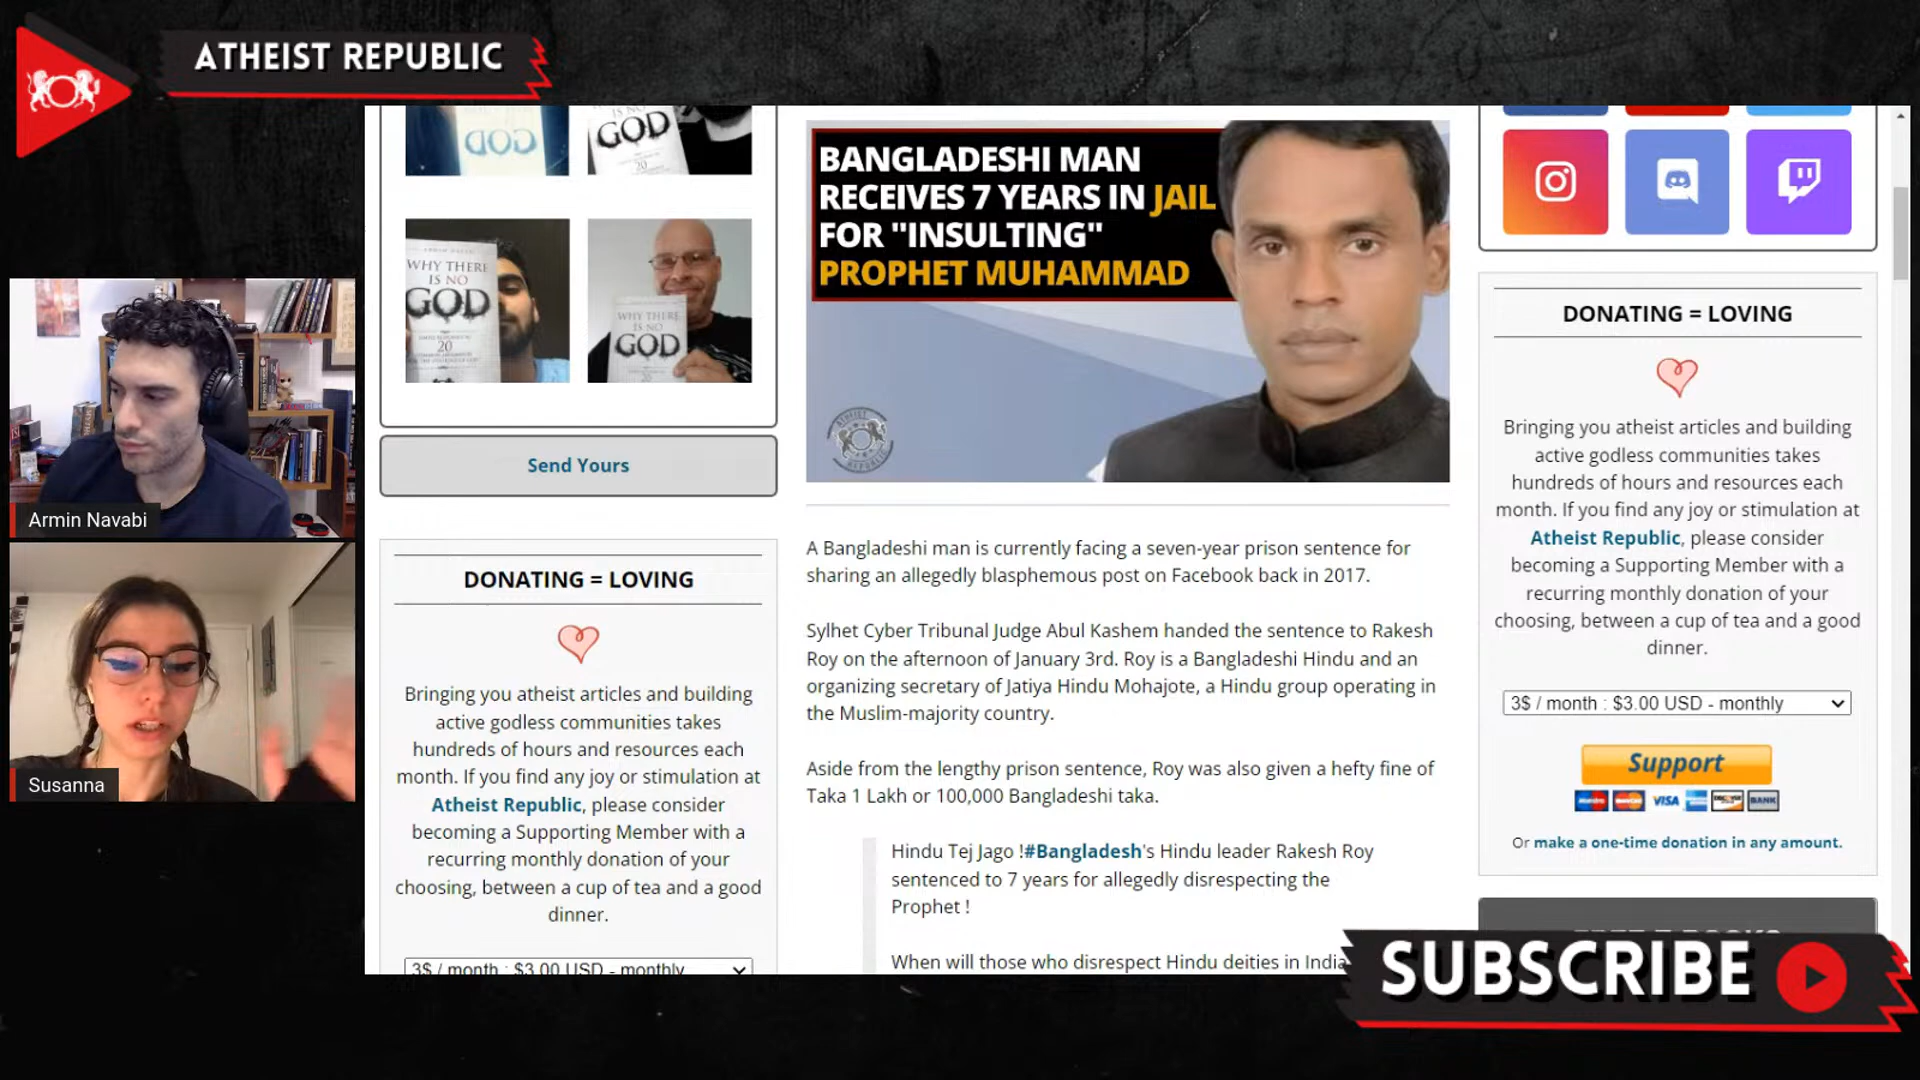 ATHEIST REPUBLIC
Armin Navabi
Susanna
GOD
GOD
20
WHY THERE
IS NO
GOD
20
WHY THERE
IS NO
GOD
20
Send Yours
DONATING = LOVING
Bringing you atheist articles and building
active godless communities takes
hundreds of hours and resources each
month. If you find any joy or stimulation at
Atheist Republic, please consider
becoming a Supporting Member with a
recurring monthly donation of your
choosing, between a cup of tea and a good
dinner.
3$ / month : $3.00 USD - monthly
BANGLADESHI MAN
RECEIVES 7 YEARS IN JAIL
FOR "INSULTING"
PROPHET MUHAMMAD
ATHEIST
REPUBLIC
A Bangladeshi man is currently facing a seven-year prison sentence for
sharing an allegedly blasphemous post on Facebook back in 2017.
Sylhet Cyber Tribunal Judge Abul Kashem handed the sentence to Rakesh
Roy on the afternoon of January 3rd. Roy is a Bangladeshi Hindu and an
organizing secretary of Jatiya Hindu Mohajote, a Hindu group operating in
the Muslim-majority country.
Aside from the lengthy prison sentence, Roy was also given a hefty fine of
Taka 1 Lakh or 100,000 Bangladeshi taka.
Hindu Tej Jago !#Bangladesh's Hindu leader Rakesh Roy
sentenced to 7 years for allegedly disrespecting the
Prophet !
When will those who disrespect Hindu deities in India
DONATING = LOVING
Bringing you atheist articles and building
active godless communities takes
hundreds of hours and resources each
month. If you find any joy or stimulation at
Atheist Republic, please consider
becoming a Supporting Member with a
recurring monthly donation of your
choosing, between a cup of tea and a good
dinner.
3$ / month : $3.00 USD - monthly
Support
VISA
BANK
Or make a one-time donation in any amount.
SUBSCRIBE